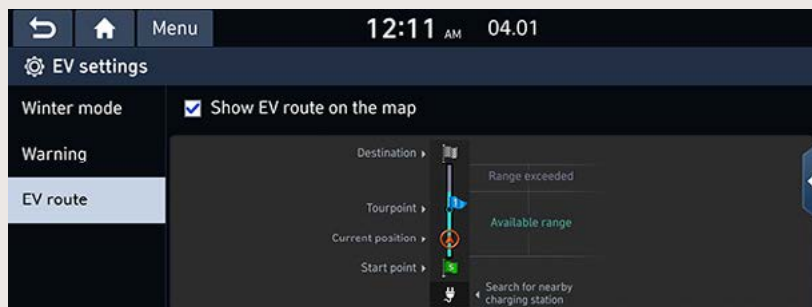 Menu
12:11 AM 04.01
EV settings
Winter mode
Show EV route on the map
Warning
EV route
Destination
Range exceeded
Tourpoint
1
Available range
Current position
Start point
S
Search for nearby
charging station